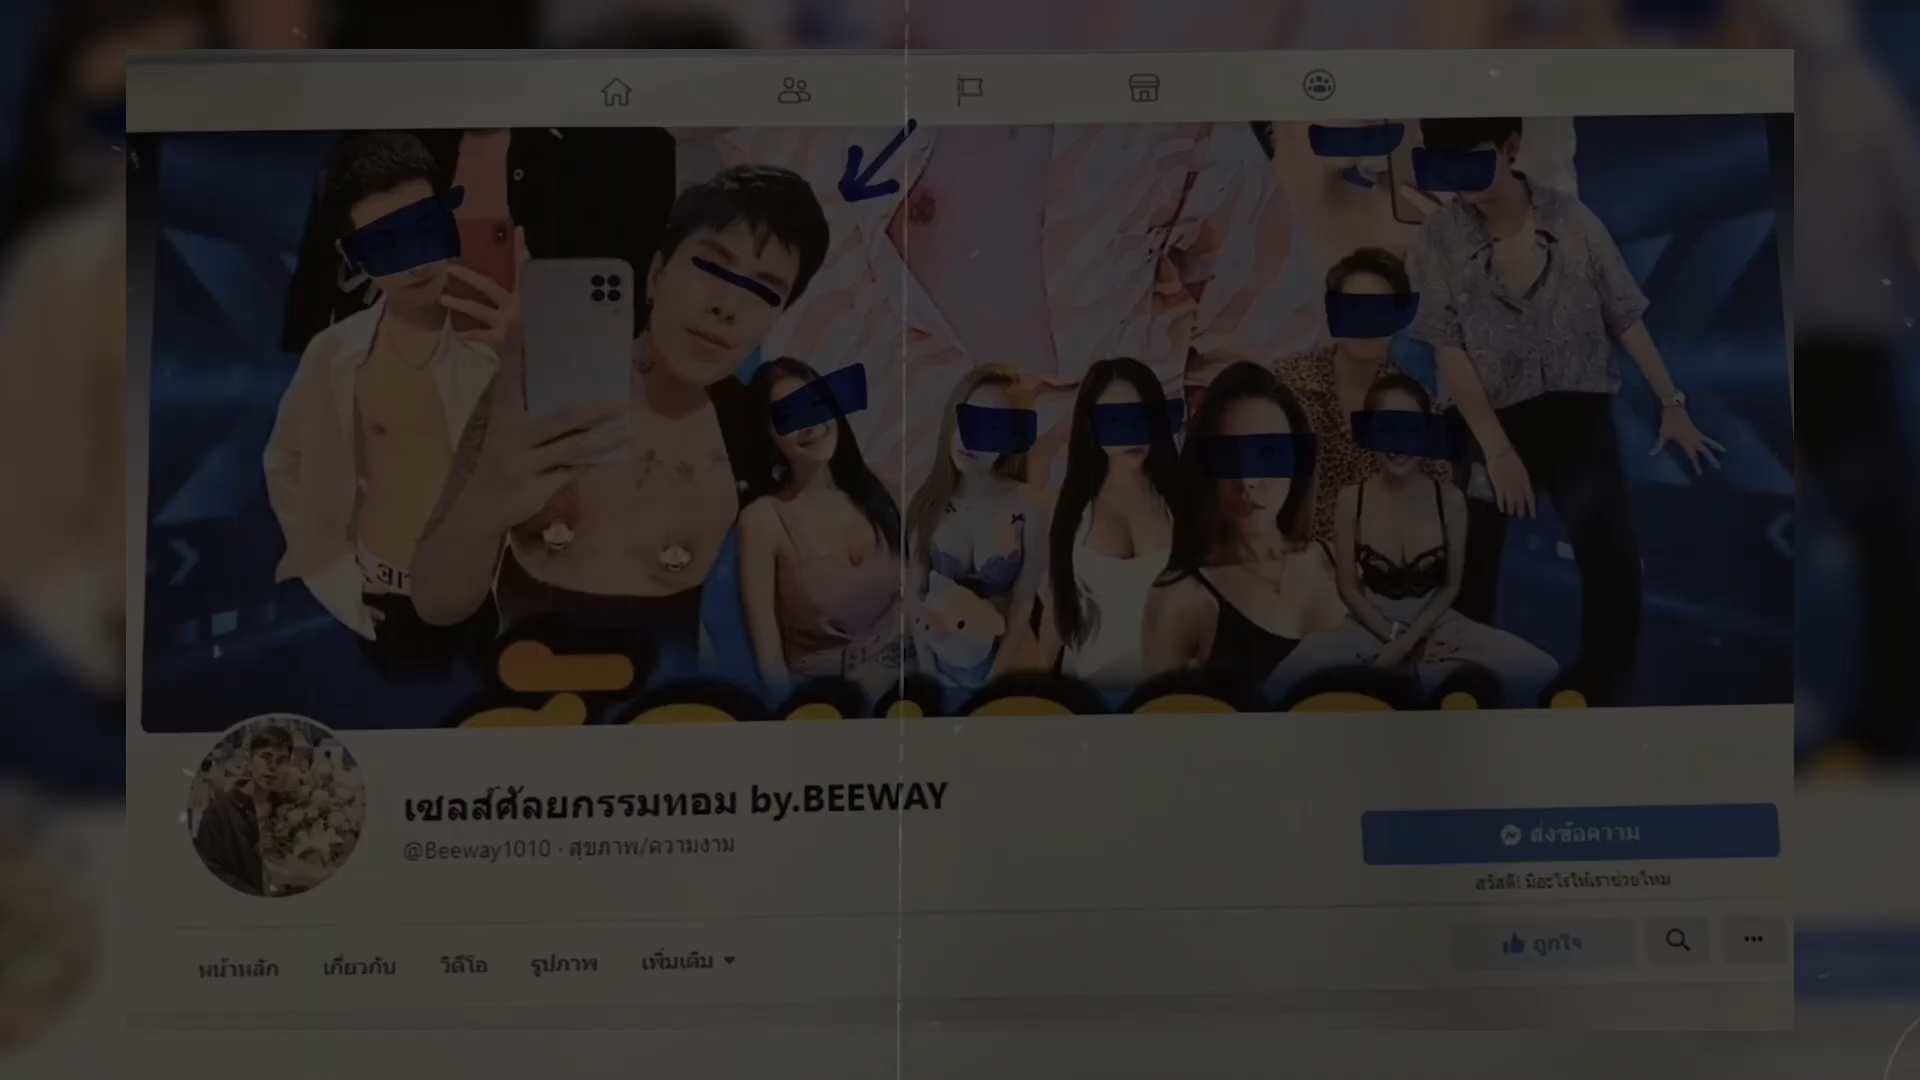 เซลส์ศัลยกรรมทอม by.BEEWAY
@Beeway1010 · สุขภาพ/ความงาม
ส่งข้อความ
สวัสดี! มีอะไรให้เราช่วยไหม
หน้าหลัก เกี่ยวกับ วิดีโอ รูปภาพ เพิ่มเติม
ถูกใจ